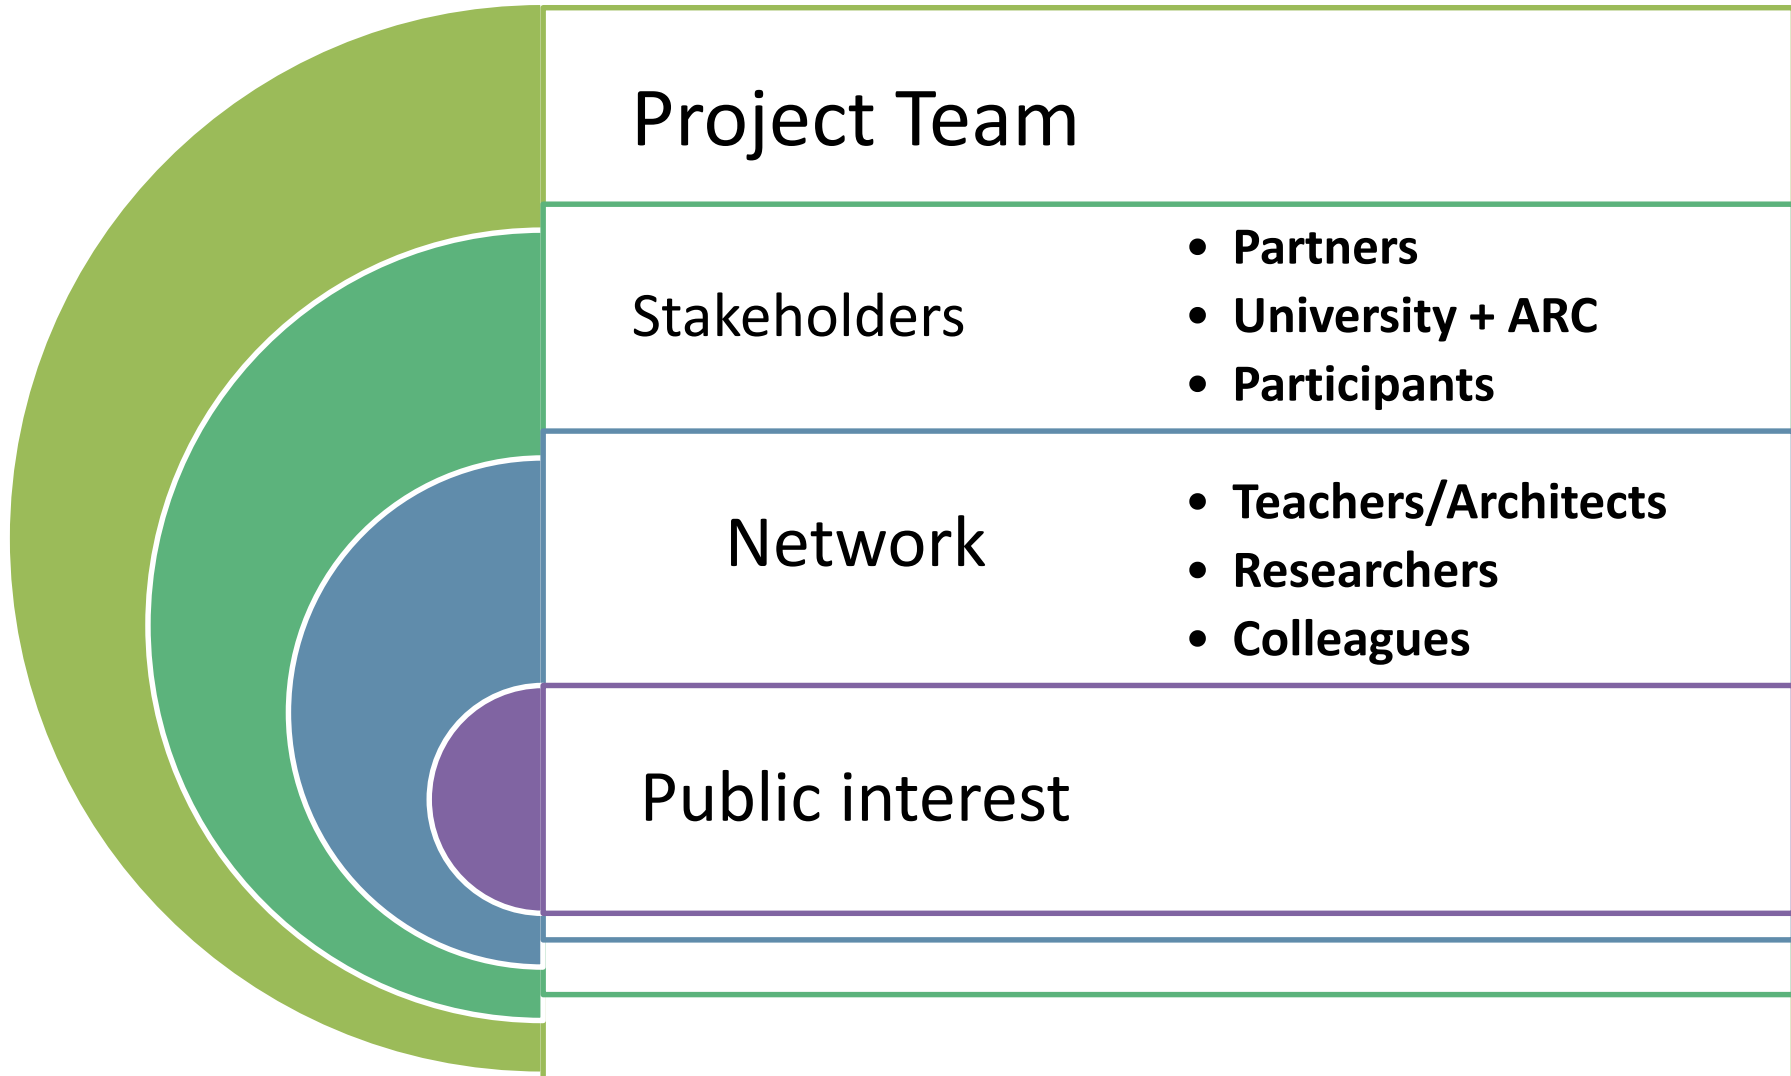 Project Team
Stakeholders
• Partners
• University + ARC
• Participants
Network
• Teachers/Architects
• Researchers
• Colleagues
Public interest